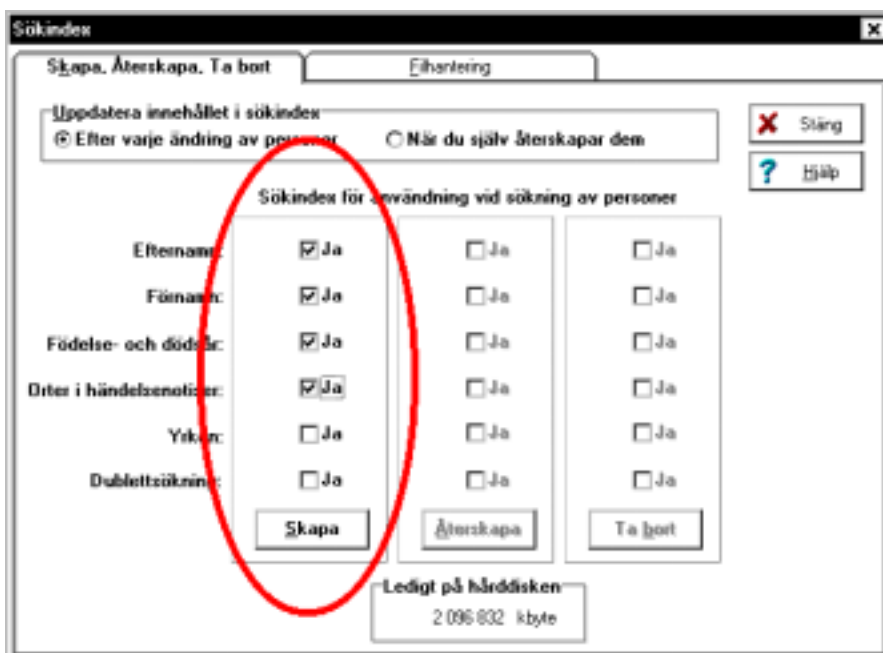 Sökindex
Skapa, Återskapa, Ta bort Filhantering
Uppdatera innehållet i sökindex
Efter varje ändring av personer När du själv återskapar dem
Stäng
Hjälp
Sökindex för användning vid sökning av personer
Efternamn: Ja Ja Ja
Förnamn: Ja Ja Ja
Födelse- och dödsår: Ja Ja Ja
Orter i händelsenotiser: Ja Ja Ja
Yrken: Ja Ja Ja
Dublettsökning: Ja Ja Ja
Skapa Återskapa Ta bort
Ledigt på hårddisken
2 096 832 kbyte